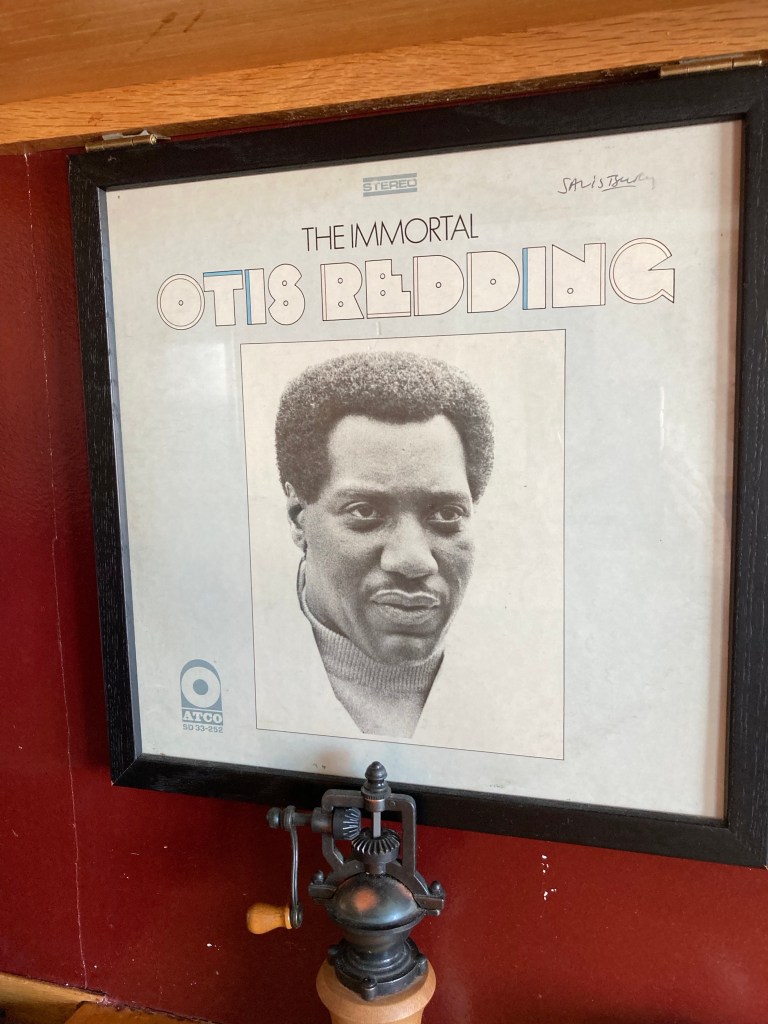 STEREO
SALISBURY
THE IMMORTAL
OTIS REDDING
ATCO
SD 33-252